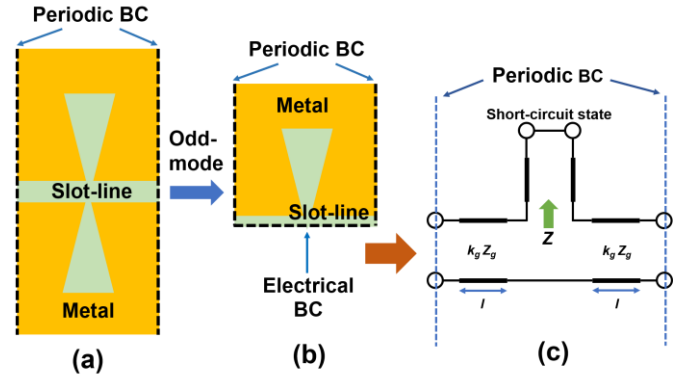 Periodic BC
Slot-line
Metal
(a)
Odd-
mode
Periodic BC
Metal
Slot-line
Electrical
BC
(b)
Periodic BC
Short-circuit state
Z
kg Zg
kg Zg
l
l
(c)